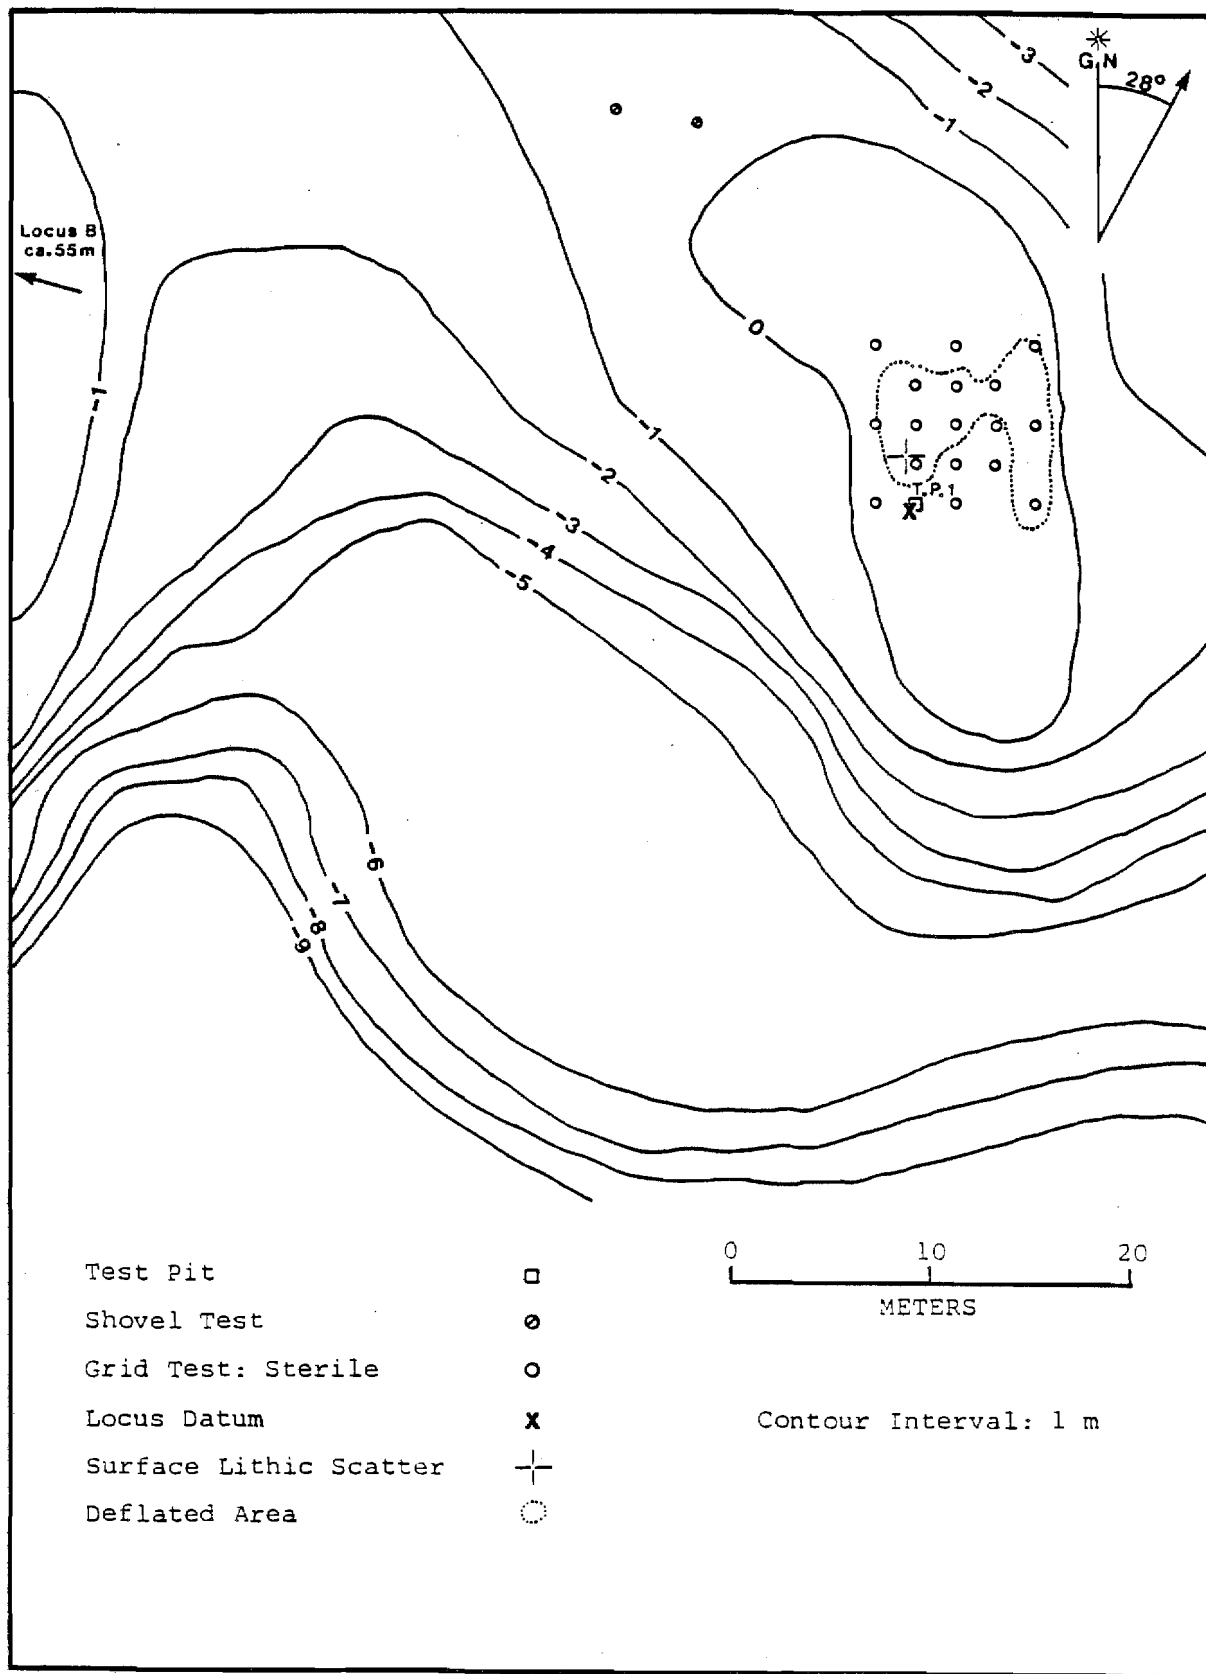 -3
-2
-1
G N
28°
Locus B
ca.55m
0
-1
-1
-2
-3
-4
-5
T.P.1
X
-6
-7
-8
-9
0 10 20
METERS
Test Pit
Shovel Test
Grid Test: Sterile
Locus Datum X
Surface Lithic Scatter
Deflated Area
Contour Interval: 1 m